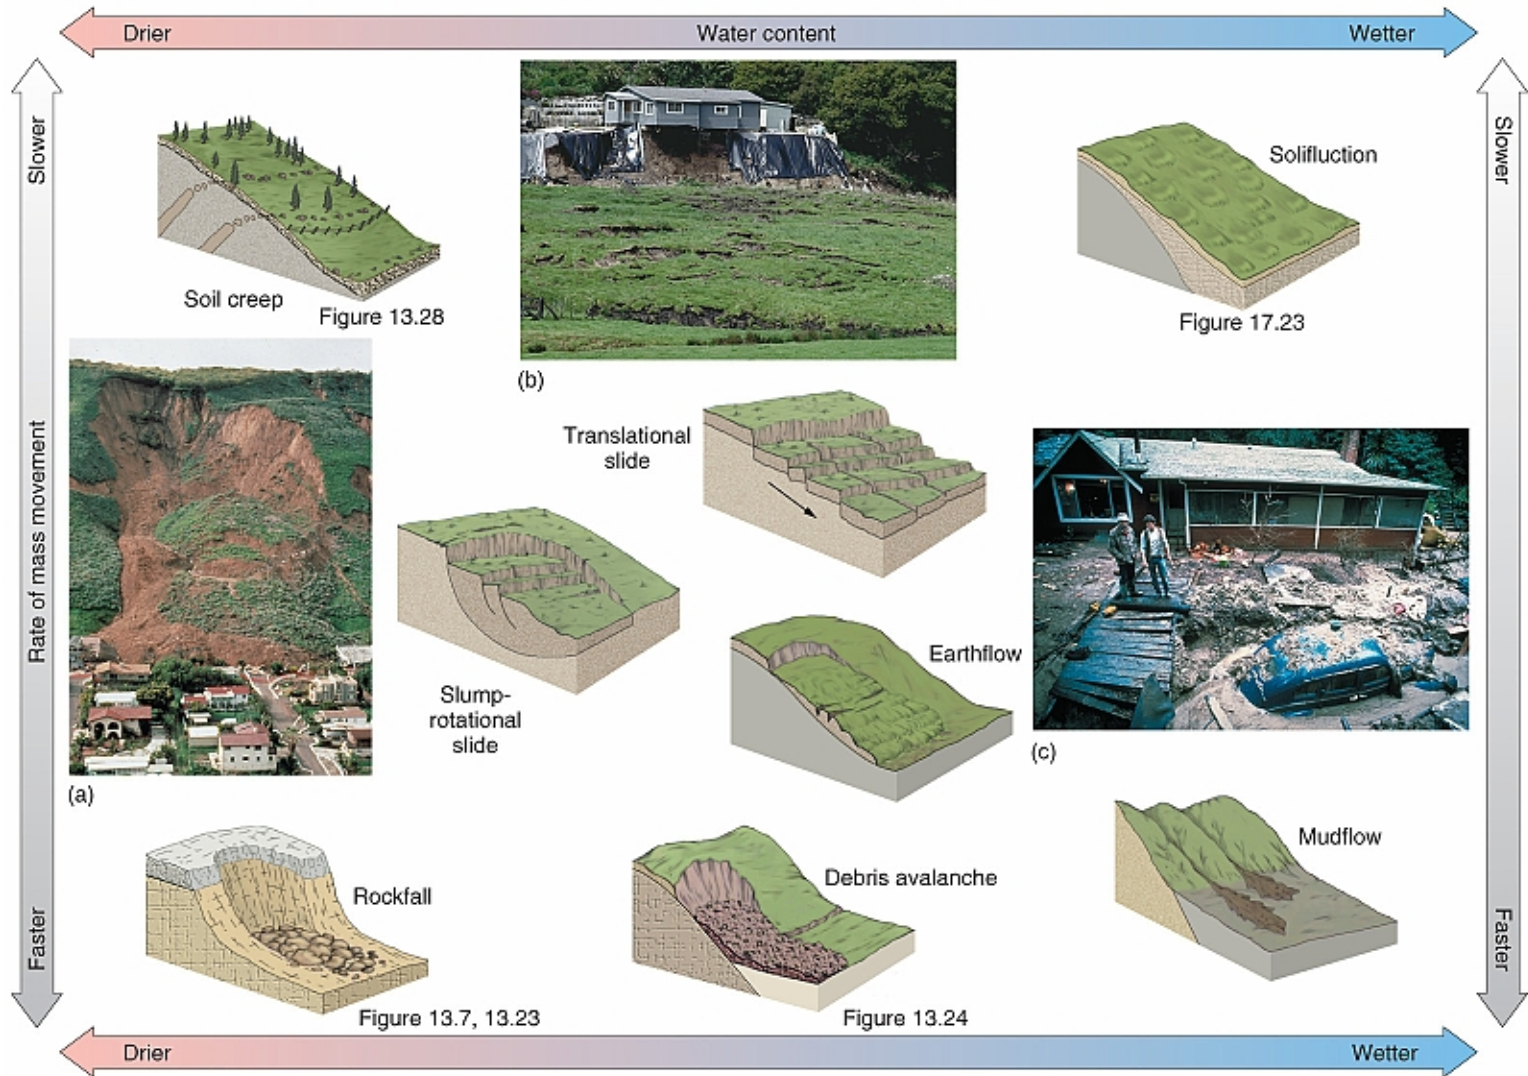 Drier
Water content
Wetter
Slower
Rate of mass movement
Faster
Soil creep
Figure 13.28
(a)
(b)
Solifluction
Figure 17.23
Translational
slide
Slump-
rotational
slide
Earthflow
(c)
Rockfall
Figure 13.7, 13.23
Debris avalanche
Figure 13.24
Mudflow
Slower
Faster
Drier
Wetter